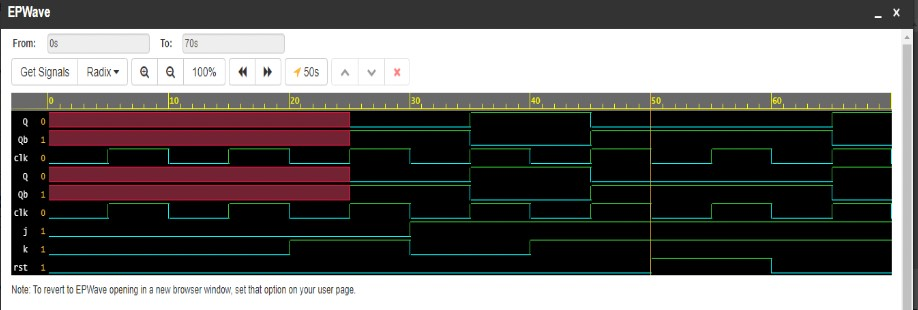 EPWave
From: 0s To: 70s
Get Signals Radix 100% 50s
0 10 20 30 40 50 60
Q 0
Qb 1
clk 0
Q 0
Qb 1
clk 0
j 1
k 1
rst 1
Note: To revert to EPWave opening in a new browser window, set that option on your user page.